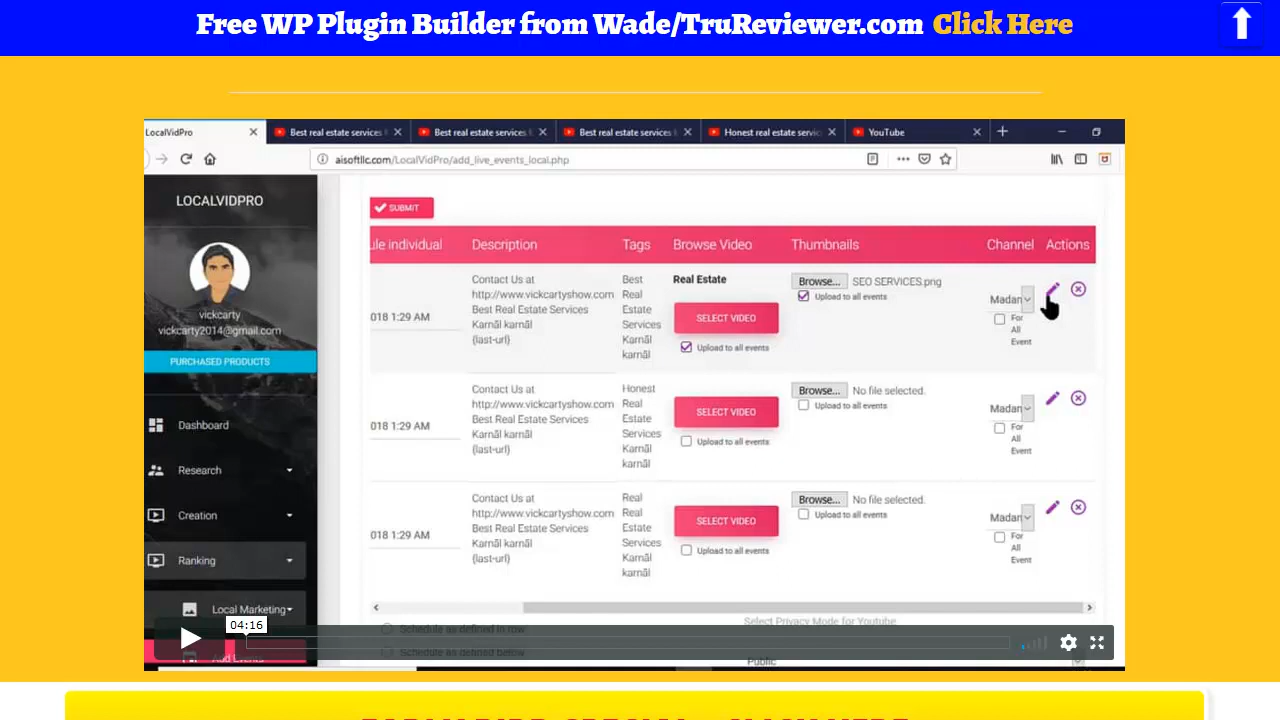 Free WP Plugin Builder from Wade/TruReviewer.com Click Here
LocalVidPro
Best real estate services
Best real estate services
Best real estate services
Honest real estate servic
YouTube
aisoftllc.com/LocalVidPro/add_live_events_local.php
LOCALVIDPRO
vickcarty
vickcarty2014@gmail.com
PURCHASED PRODUCTS
Dashboard
Research
Creation
Ranking
Local Marketing
Add Events
SUBMIT
ule individual Description Tags Browse Video Thumbnails Channel Actions
018 1:29 AM
Contact Us at
http://www.vickcartyshow.com
Best Real Estate Services
Karnāl karnāl
(last-url)
Best
Real
Estate
Services
Karnāl
karnāl
Real Estate
SELECT VIDEO
Upload to all events
Browse... SEO SERVICES.png
Upload to all events
Madan
For
All
Event
018 1:29 AM
Contact Us at
http://www.vickcartyshow.com
Best Real Estate Services
Karnāl karnāl
(last-url)
Honest
Real
Estate
Services
Karnāl
karnāl
SELECT VIDEO
Upload to all events
Browse... No file selected.
Upload to all events
Madan
For
All
Event
018 1:29 AM
Contact Us at
http://www.vickcartyshow.com
Best Real Estate Services
Karnāl karnāl
(last-url)
Real
Real
Estate
Services
Karnāl
karnāl
SELECT VIDEO
Upload to all events
Browse... No file selected.
Upload to all events
Madan
For
All
Event
Schedule as defined in row
Schedule as defined below
Select Privacy Mode for Youtube
Public
04:16